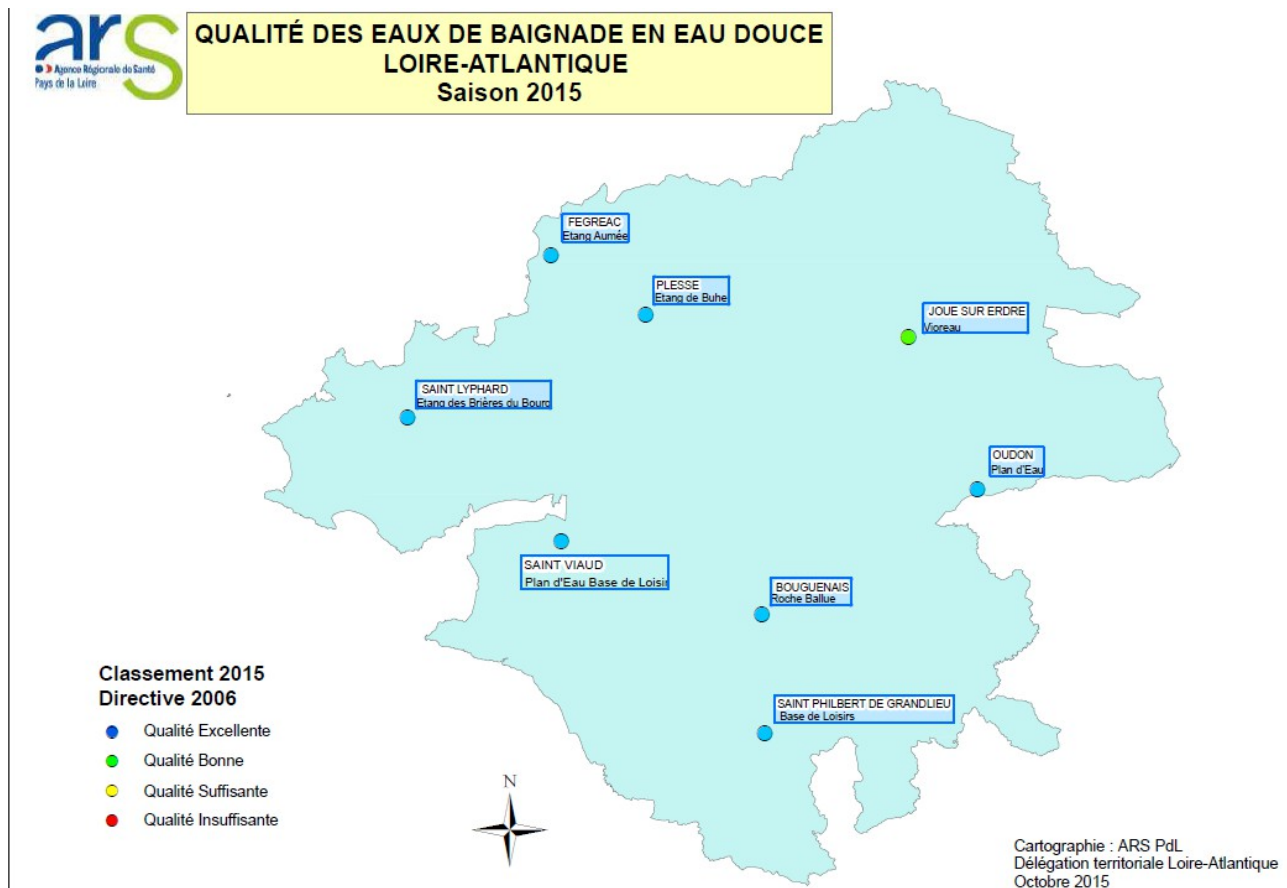 ars
Agence Régionale de Santé
Pays de la Loire
QUALITÉ DES EAUX DE BAIGNADE EN EAU DOUCE
LOIRE-ATLANTIQUE
Saison 2015
FEGREAC
Etang Aumée
PLESSE
Etang de Buhe
JOUE SUR ERDRE
Vioreau
SAINT LYPHARD
Etang des Brières du Bourg
OUDON
Plan d'Eau
SAINT VIAUD
Plan d'Eau Base de Loisir
BOUGUENAIS
Roche Ballue
SAINT PHILBERT DE GRANDLIEU
Base de Loisirs
Classement 2015
Directive 2006
Qualité Excellente
Qualité Bonne
Qualité Suffisante
Qualité Insuffisante
N
Cartographie : ARS PdL
Délégation territoriale Loire-Atlantique
Octobre 2015